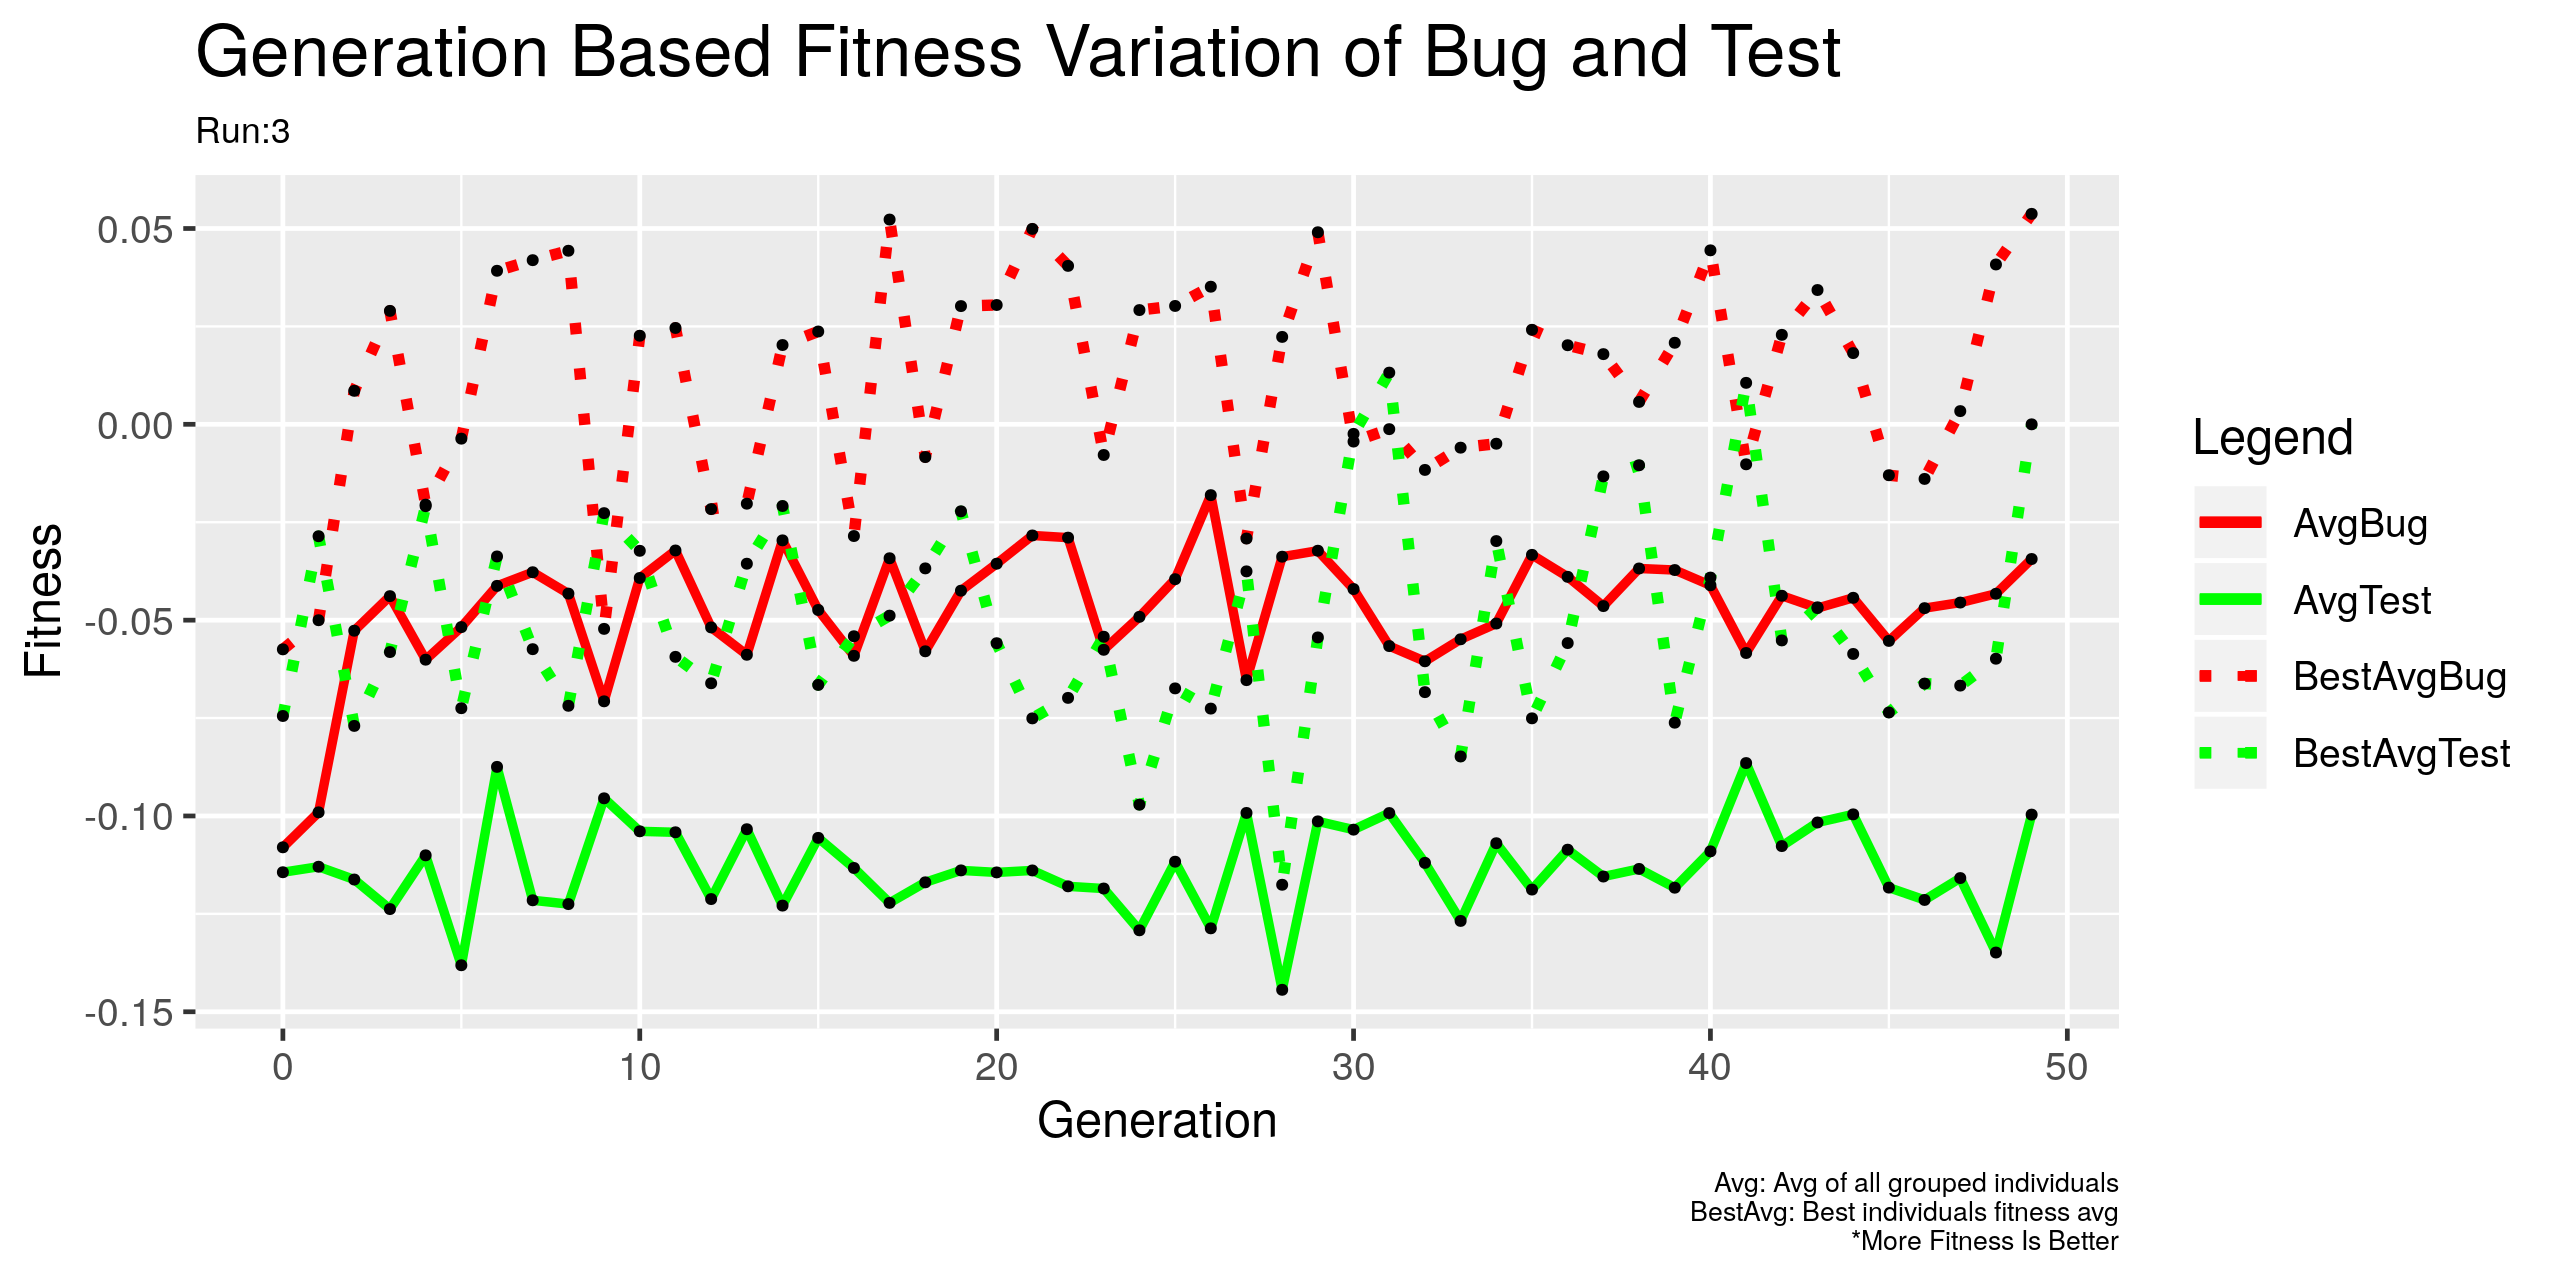 Generation Based Fitness Variation of Bug and Test
Run:3
Fitness
0.05
0.00
-0.05
-0.10
-0.15
0
10
20
30
40
50
Generation
Legend
AvgBug
AvgTest
BestAvgBug
BestAvgTest
Avg: Avg of all grouped individuals
BestAvg: Best individuals fitness avg
*More Fitness Is Better